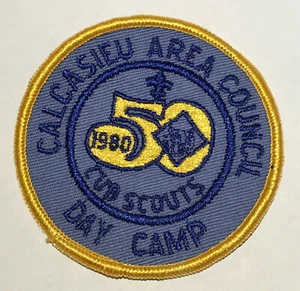 CALCASIEU AREA COUNCIL
50
1980
CUB SCOUTS
DAY CAMP